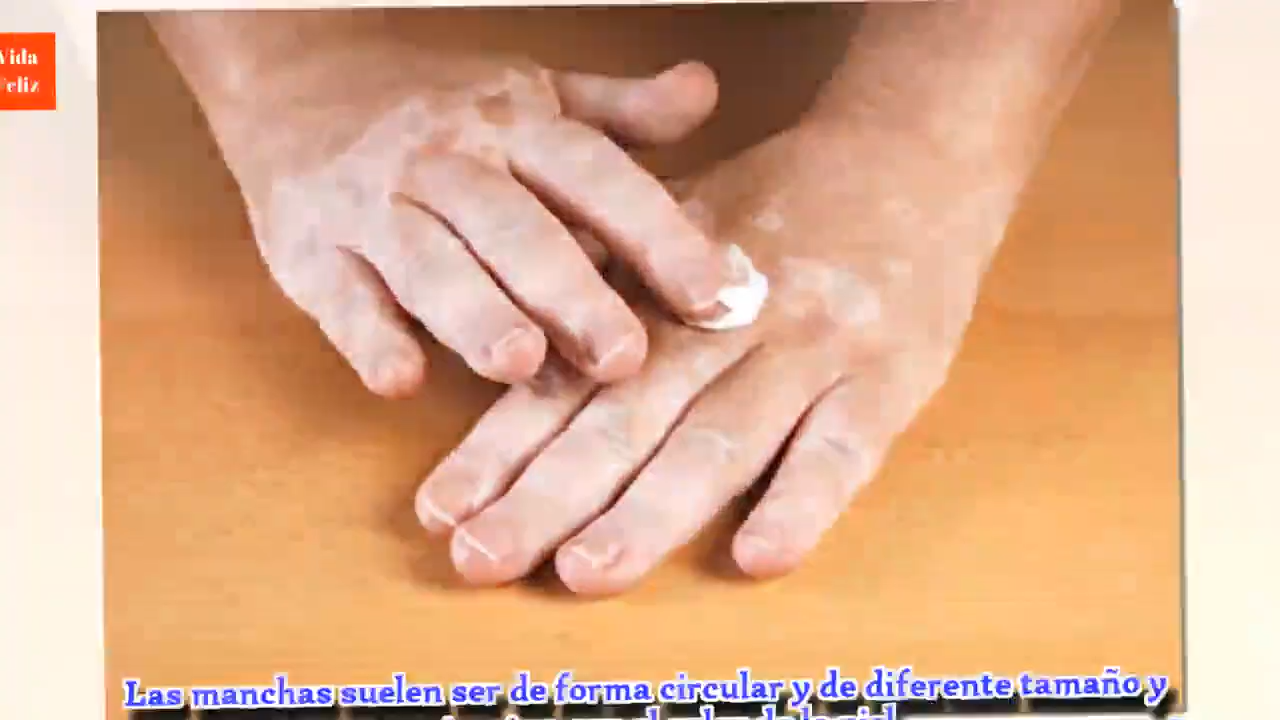 Vida
Feliz
Las manchas suelen ser de forma circular y de diferente tamaño y